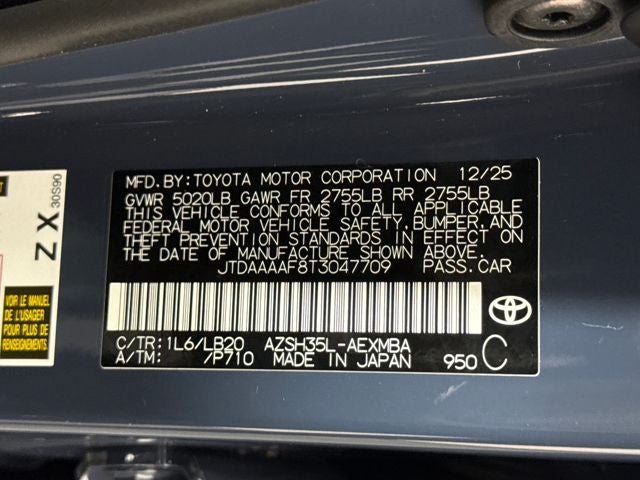 MFD.BY:TOYOTA MOTOR CORPORATION 12/25
GVWR 5020LB GAWR FR 2755LB RR 2755LB
THIS VEHICLE CONFORMS TO ALL APPLICABLE
FEDERAL MOTOR VEHICLE SAFETY,BUMPER,AND
THEFT PREVENTION STANDARDS IN EFFECT ON
THE DATE OF MANUFACTURE SHOWN ABOVE.
JTDAAAAF8T3047709 PASS.CAR
C/TR:1L6/LB20 AZSH35L-AEXMBA
A/TM: /P710 MADE IN JAPAN 950 C
ZX 30S90
VOIR LE MANUEL
DE L'USAGER
POUR PLUS DE
RENSEIGNEMENTS